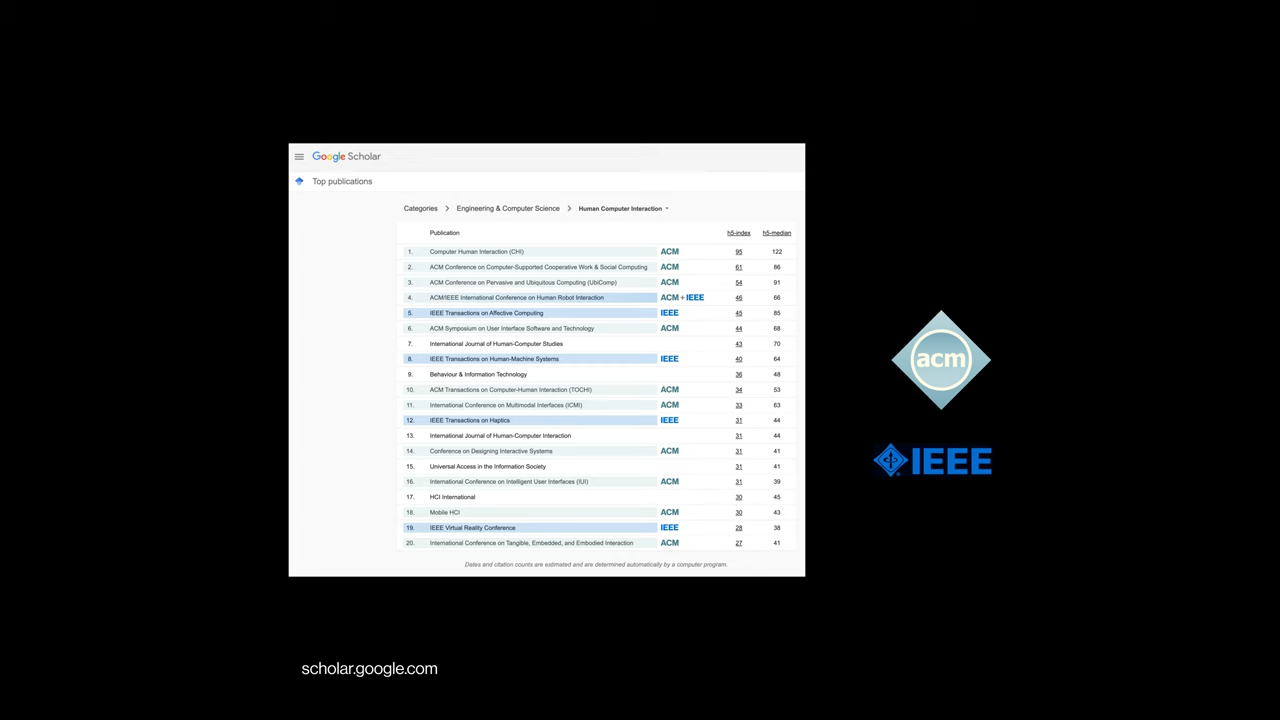 Google Scholar
Top publications
Categories > Engineering & Computer Science > Human Computer Interaction
Publication h5-index h5-median
1. Computer Human Interaction (CHI) ACM 95 122
2. ACM Conference on Computer-Supported Cooperative Work & Social Computing ACM 61 86
3. ACM Conference on Pervasive and Ubiquitous Computing (UbiComp) ACM 54 91
4. ACM/IEEE International Conference on Human Robot Interaction ACM + IEEE 46 66
5. IEEE Transactions on Affective Computing IEEE 45 85
6. ACM Symposium on User Interface Software and Technology ACM 44 68
7. International Journal of Human-Computer Studies 43 70
8. IEEE Transactions on Human-Machine Systems IEEE 40 64
9. Behaviour & Information Technology 36 48
10. ACM Transactions on Computer-Human Interaction (TOCHI) ACM 34 53
11. International Conference on Multimodal Interfaces (ICMI) ACM 33 63
12. IEEE Transactions on Haptics IEEE 31 44
13. International Journal of Human-Computer Interaction 31 44
14. Conference on Designing Interactive Systems ACM 31 41
15. Universal Access in the Information Society 31 41
16. International Conference on Intelligent User Interfaces (IUI) ACM 31 39
17. HCI International 30 45
18. Mobile HCI ACM 30 43
19. IEEE Virtual Reality Conference IEEE 28 38
20. International Conference on Tangible, Embedded, and Embodied Interaction ACM 27 41
Dates and citation counts are estimated and are determined automatically by a computer program.
acm
IEEE
scholar.google.com